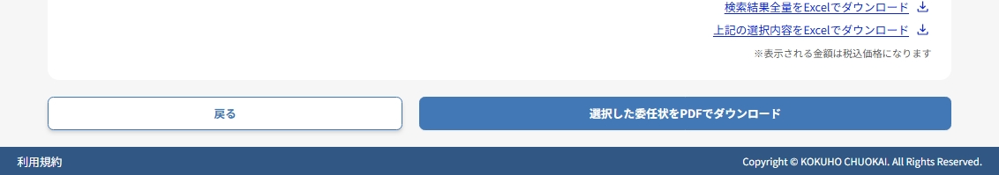 検索結果全量をExcelでダウンロード
上記の選択内容をExcelでダウンロード
※表示される金額は税込価格になります
戻る
選択した委任状をPDFでダウンロード
利用規約
Copyright © KOKUHO CHUOKAI. All Rights Reserved.